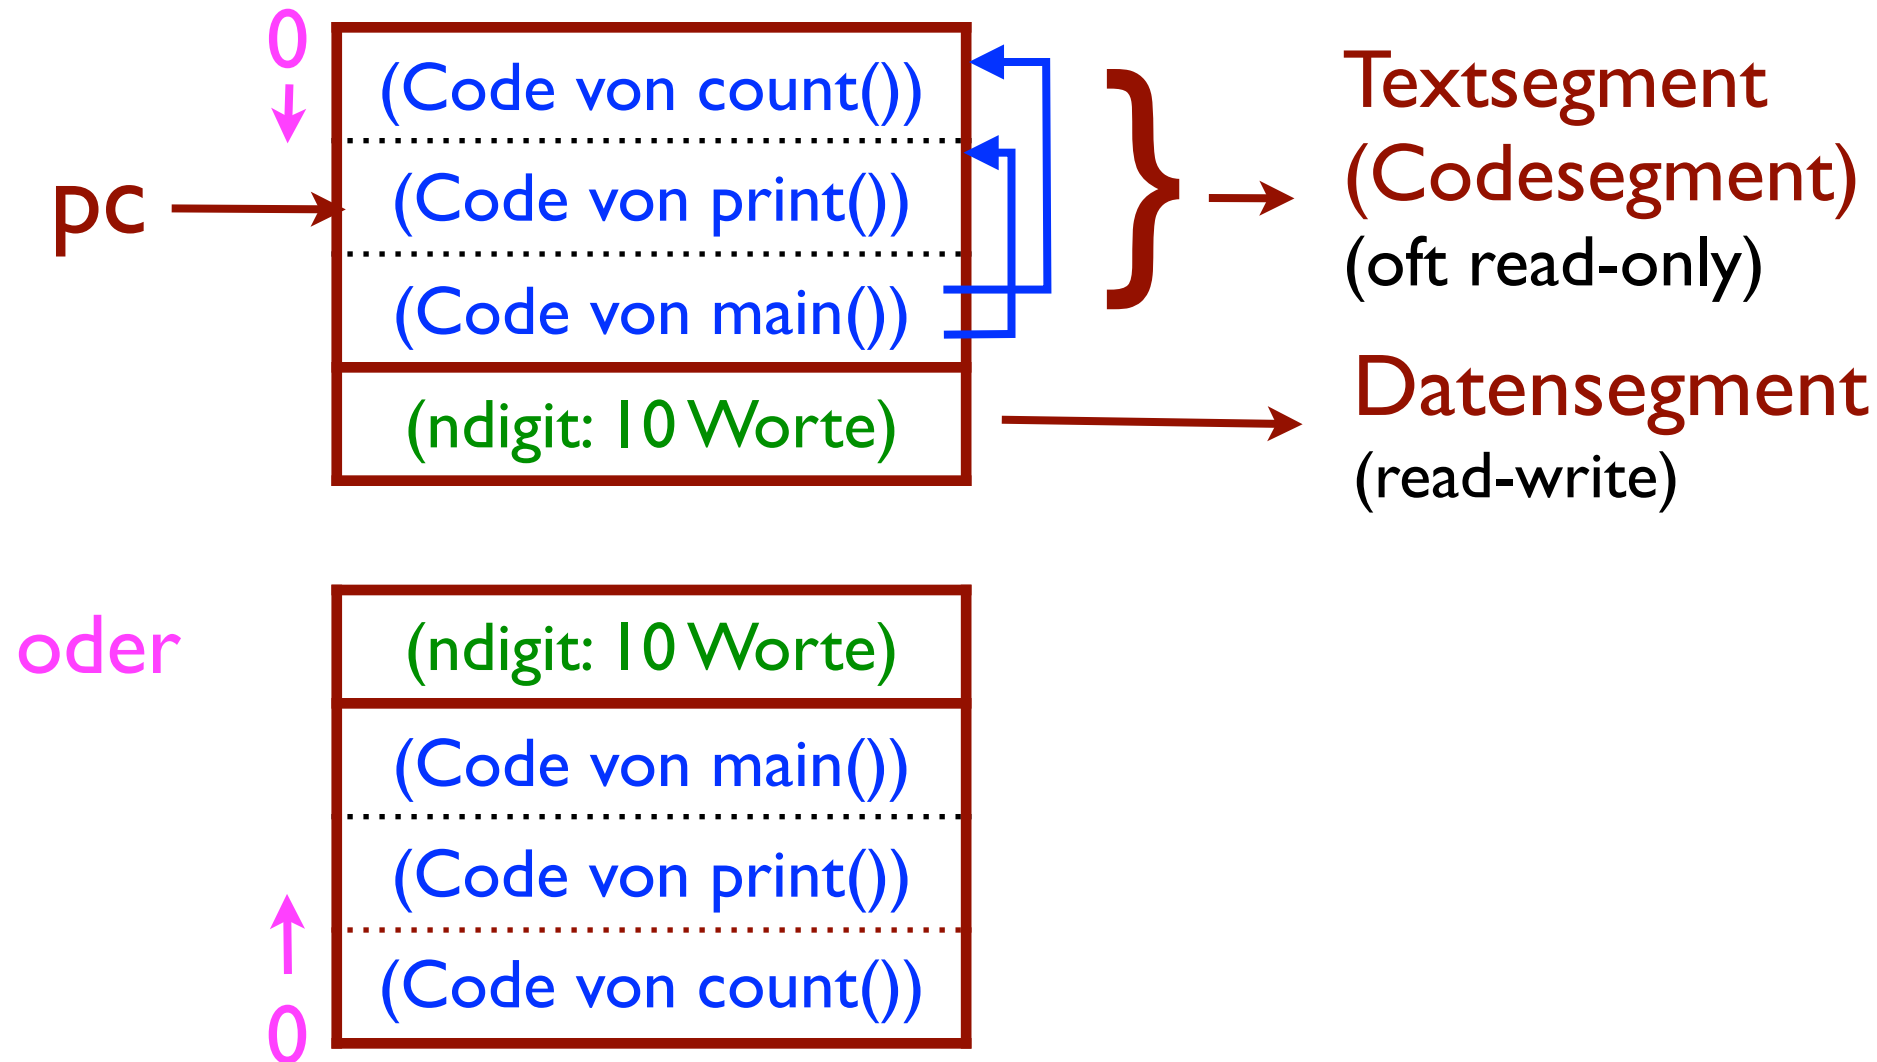 0
(Code von count())
pc
(Code von print())
(Code von main())
(ndigit: 10 Worte)
}
Textsegment
(Codesegment)
(oft read-only)
Datensegment
(read-write)
oder
(ndigit: 10 Worte)
(Code von main())
(Code von print())
(Code von count())
0